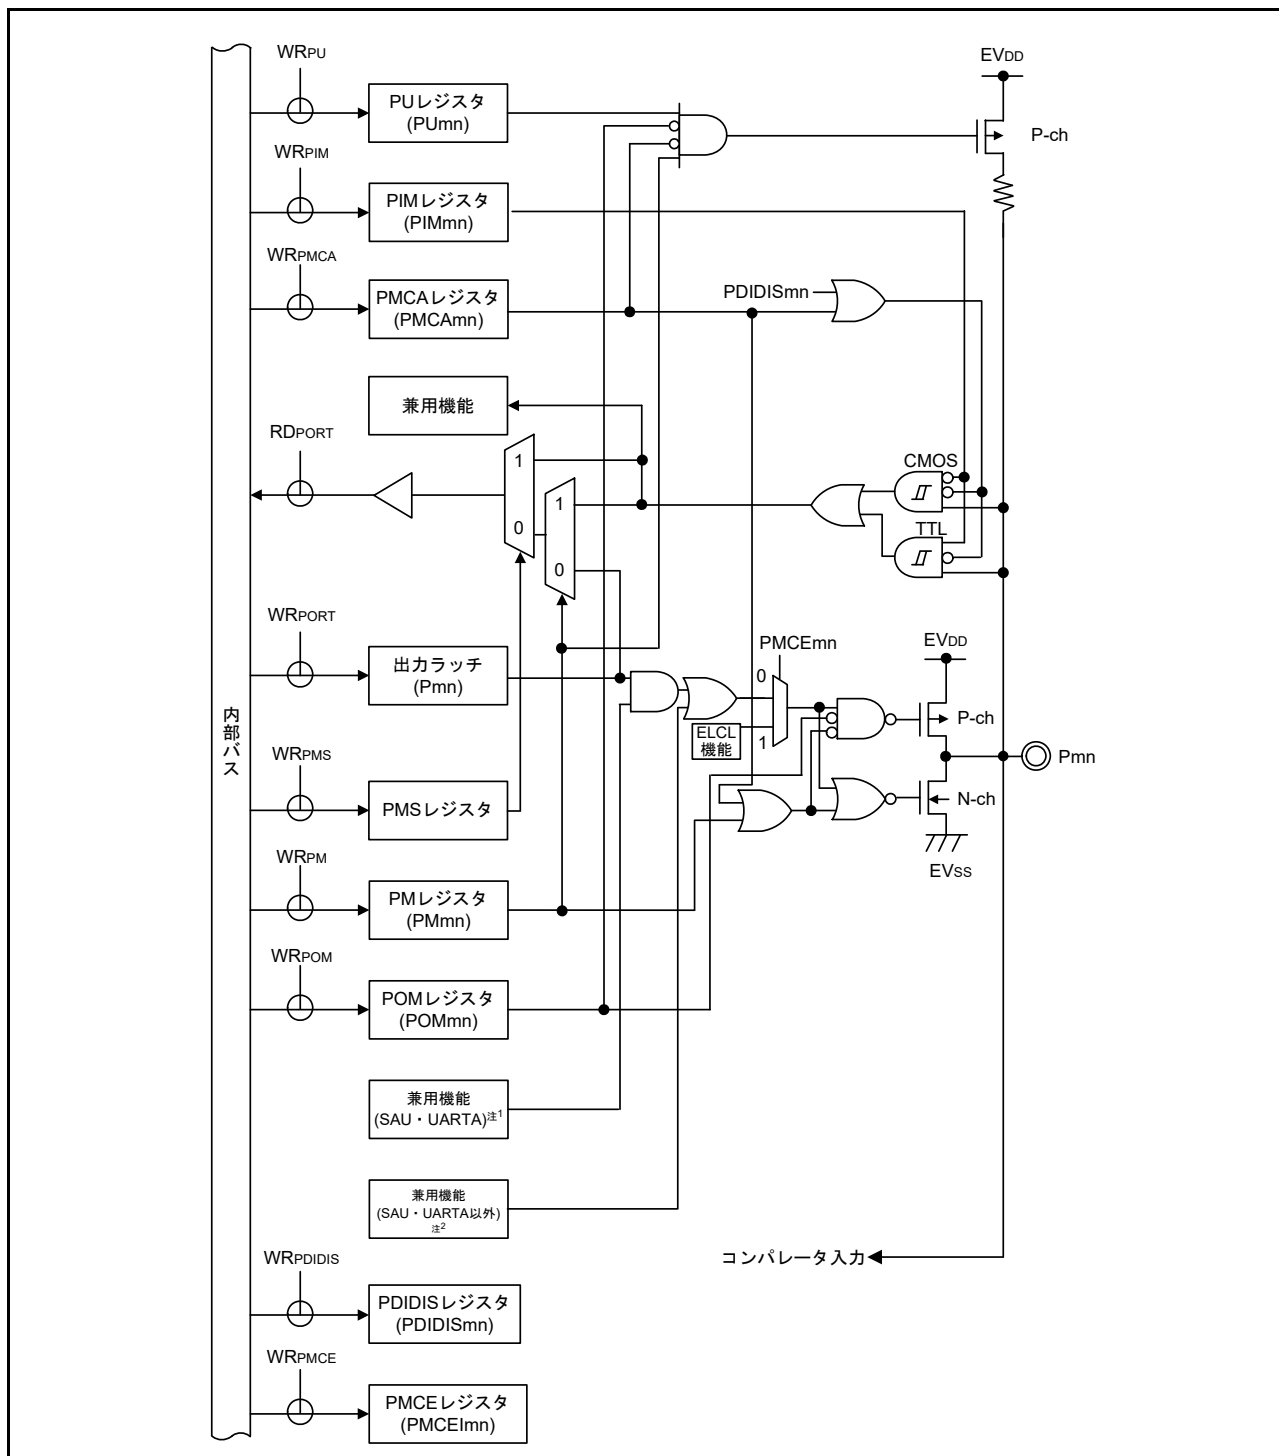 WRPU
PUレジスタ
(PUmn)
EVDD
P-ch
WRPIM
PIMレジスタ
(PIMmn)
WRPMCA
PMCAレジスタ
(PMCAmn)
PDIDISmn
兼用機能
RDPORT
1
0
1
0
CMOS
TTL
WRPORT
出力ラッチ
(Pmn)
PMCEmn
0
1
ELCL
機能
EVDD
P-ch
Pmn
N-ch
EVSS
内部バス
WRPMS
PMSレジスタ
WRPM
PMレジスタ
(PMmn)
WRPOM
POMレジスタ
(POMmn)
兼用機能
(SAU・UARTA)注1
兼用機能
(SAU・UARTA以外)
注2
コンパレータ入力
WRPDIDIS
PDIDISレジスタ
(PDIDISmn)
WRPMCE
PMCEレジスタ
(PMCEImn)